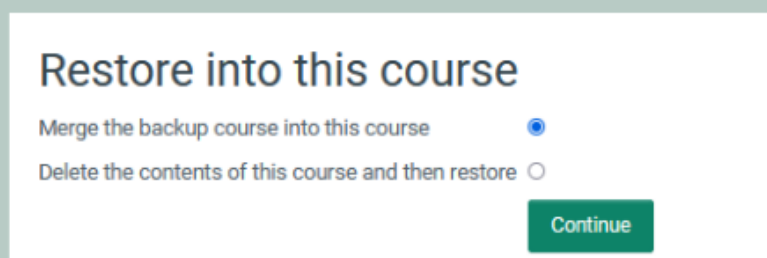 Restore into this course
Merge the backup course into this course
Delete the contents of this course and then restore
Continue